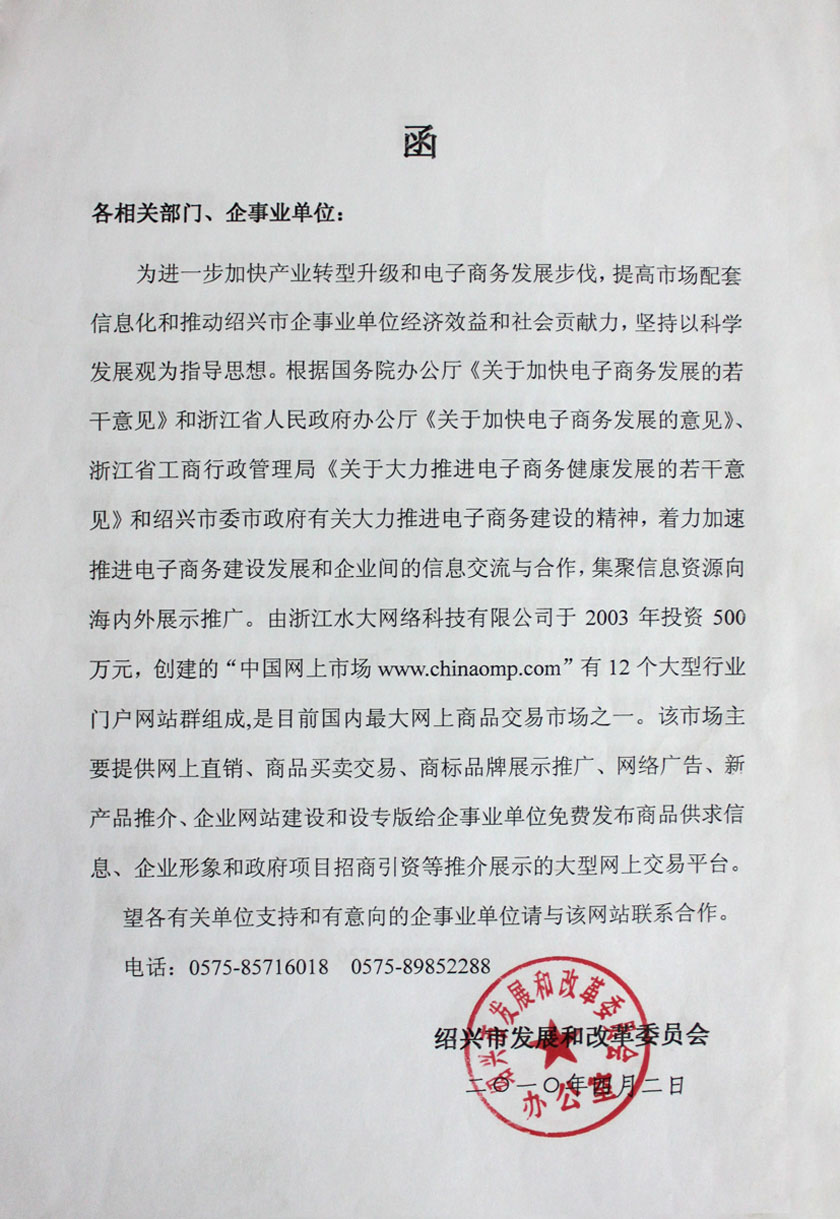 函
各相关部门、企事业单位：
为进一步加快产业转型升级和电子商务发展步伐，提高市场配套
信息化和推动绍兴市企事业单位经济效益和社会贡献力，坚持以科学
发展观为指导思想。根据国务院办公厅《关于加快电子商务发展的若
干意见》和浙江省人民政府办公厅《关于加快电子商务发展的意见》、
浙江省工商行政管理局《关于大力推进电子商务健康发展的若干意
见》和绍兴市委市政府有关大力推进电子商务建设的精神，着力加速
推进电子商务建设发展和企业间的信息交流与合作，集聚信息资源向
海内外展示推广。由浙江水大网络科技有限公司于 2003 年投资 500
万元，创建的“中国网上市场 www.chinaomp.com”有 12 个大型行业
门户网站群组成,是目前国内最大网上商品交易市场之一。该市场主
要提供网上直销、商品买卖交易、商标品牌展示推广、网络广告、新
产品推介、企业网站建设和设专版给企事业单位免费发布商品供求信
息、企业形象和政府项目招商引资等推介展示的大型网上交易平台。
望各有关单位支持和有意向的企事业单位请与该网站联系合作。
电话：0575-85716018 0575-89852288
绍兴市发展和改革委员会
二〇一〇年四月二日
绍兴市发展和改革委员会
办公室